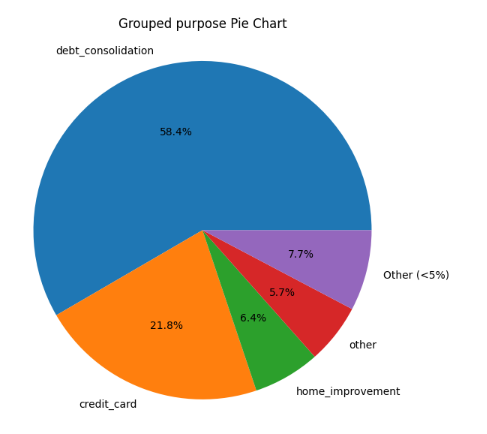 Grouped purpose Pie Chart
debt_consolidation
58.4%
7.7%
Other (<5%)
5.7%
6.4%
21.8%
other
home_improvement
credit_card